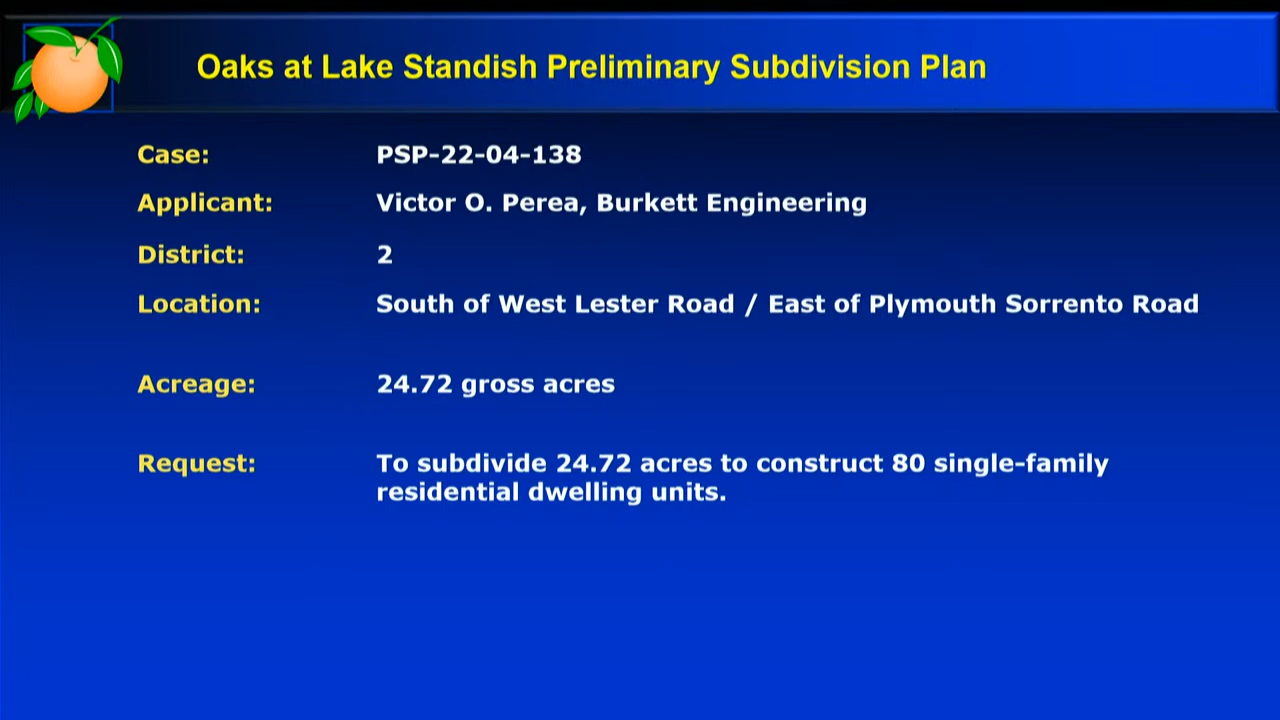 Oaks at Lake Standish Preliminary Subdivision Plan
Case: PSP-22-04-138
Applicant: Victor O. Perea, Burkett Engineering
District: 2
Location: South of West Lester Road / East of Plymouth Sorrento Road
Acreage: 24.72 gross acres
Request: To subdivide 24.72 acres to construct 80 single-family
residential dwelling units.